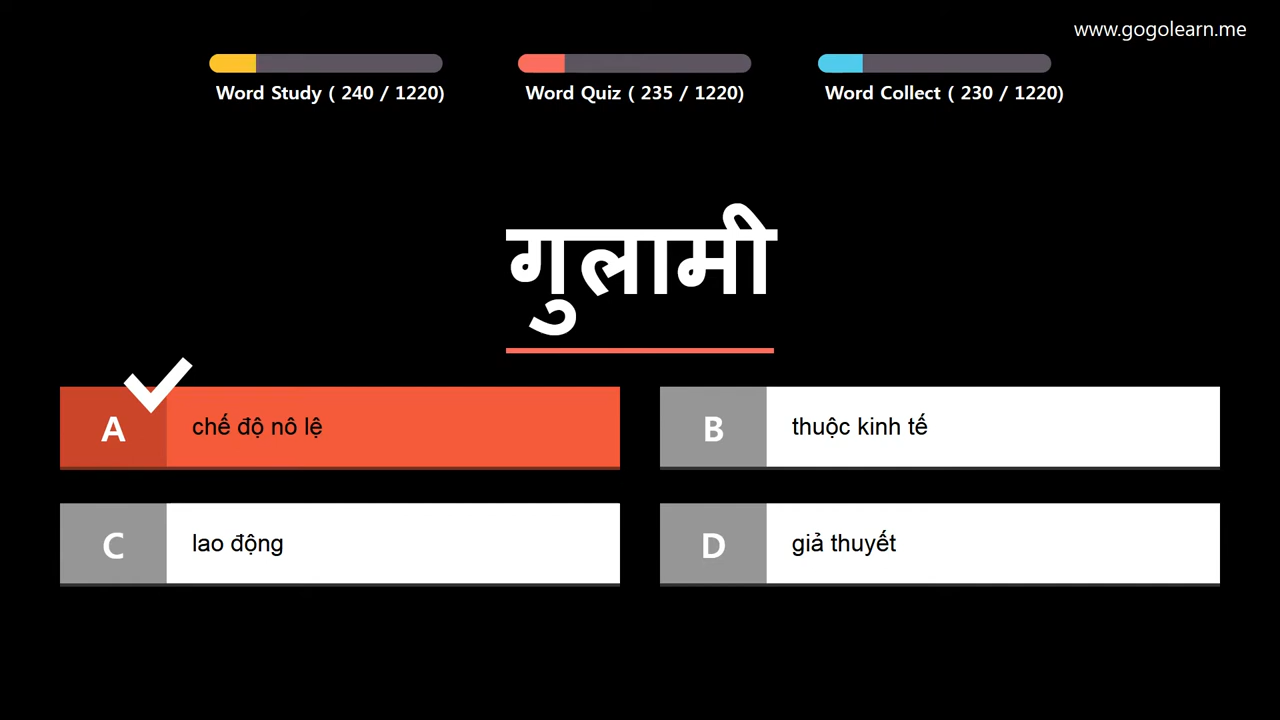 www.gogolearn.me
Word Study ( 240 / 1220)
Word Quiz ( 235 / 1220)
Word Collect ( 230 / 1220)
गुलामी
A chế độ nô lệ
B thuộc kinh tế
C lao động
D giả thuyết